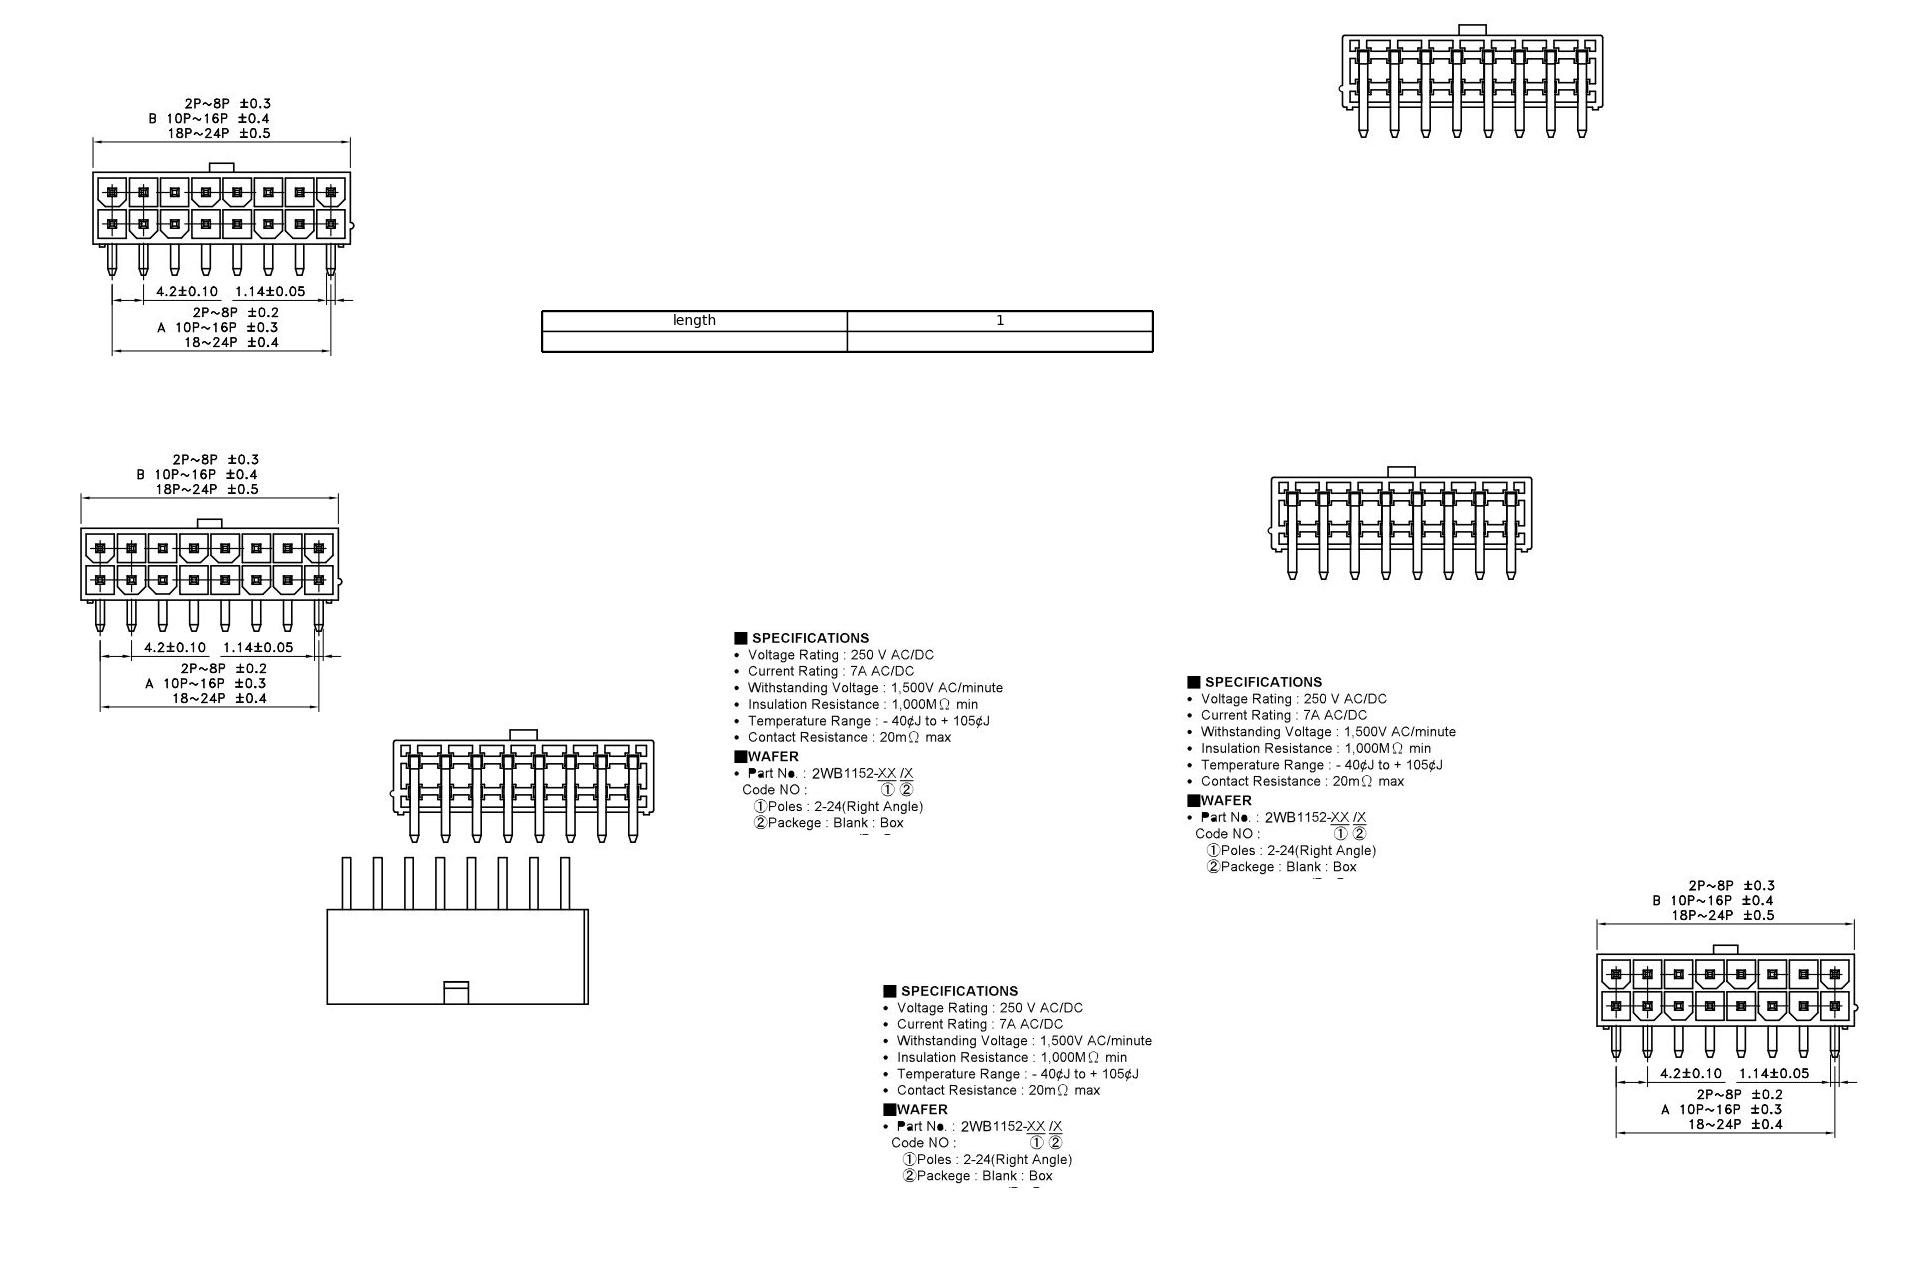 2P~8P ±0.3
B 10P~16P ±0.4
18P~24P ±0.5
4.2±0.10 1.14±0.05
2P~8P ±0.2
A 10P~16P ±0.3
18~24P ±0.4
length 1
2P~8P ±0.3
B 10P~16P ±0.4
18P~24P ±0.5
4.2±0.10 1.14±0.05
2P~8P ±0.2
A 10P~16P ±0.3
18~24P ±0.4
■ SPECIFICATIONS
• Voltage Rating : 250 V AC/DC
• Current Rating : 7A AC/DC
• Withstanding Voltage : 1,500V AC/minute
• Insulation Resistance : 1,000MΩ min
• Temperature Range : - 40¢J to + 105¢J
• Contact Resistance : 20mΩ max
■WAFER
• Part No. : 2WB1152-XX /X
Code NO : ① ②
①Poles : 2-24(Right Angle)
②Packege : Blank : Box
■ SPECIFICATIONS
• Voltage Rating : 250 V AC/DC
• Current Rating : 7A AC/DC
• Withstanding Voltage : 1,500V AC/minute
• Insulation Resistance : 1,000MΩ min
• Temperature Range : - 40¢J to + 105¢J
• Contact Resistance : 20mΩ max
■WAFER
• Part No. : 2WB1152-XX /X
Code NO : ① ②
①Poles : 2-24(Right Angle)
②Packege : Blank : Box
2P~8P ±0.3
B 10P~16P ±0.4
18P~24P ±0.5
4.2±0.10 1.14±0.05
2P~8P ±0.2
A 10P~16P ±0.3
18~24P ±0.4
■ SPECIFICATIONS
• Voltage Rating : 250 V AC/DC
• Current Rating : 7A AC/DC
• Withstanding Voltage : 1,500V AC/minute
• Insulation Resistance : 1,000MΩ min
• Temperature Range : - 40¢J to + 105¢J
• Contact Resistance : 20mΩ max
■WAFER
• Part No. : 2WB1152-XX /X
Code NO : ① ②
①Poles : 2-24(Right Angle)
②Packege : Blank : Box